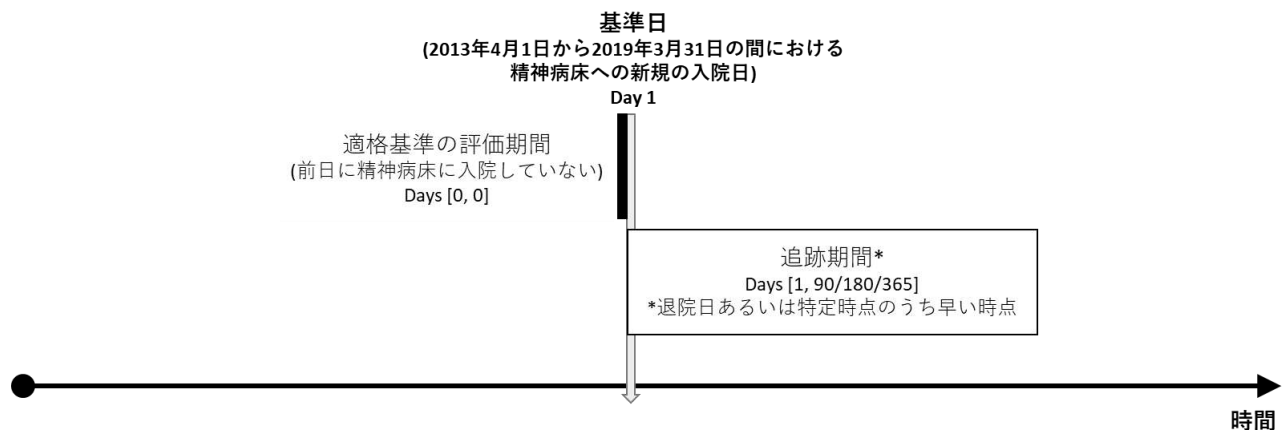 基準日
(2013年4月1日から2019年3月31日の間における
精神病床への新規の入院日)
Day 1
適格基準の評価期間
(前日に精神病床に入院していない)
Days [0, 0]
追跡期間*
Days [1, 90/180/365]
*退院日あるいは特定時点のうち早い時点
時間